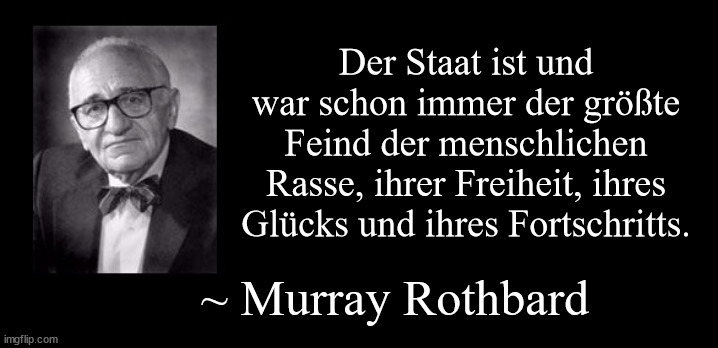 Der Staat ist und
war schon immer der größte
Feind der menschlichen
Rasse, ihrer Freiheit, ihres
Glücks und ihres Fortschritts.
~ Murray Rothbard
imgflip.com